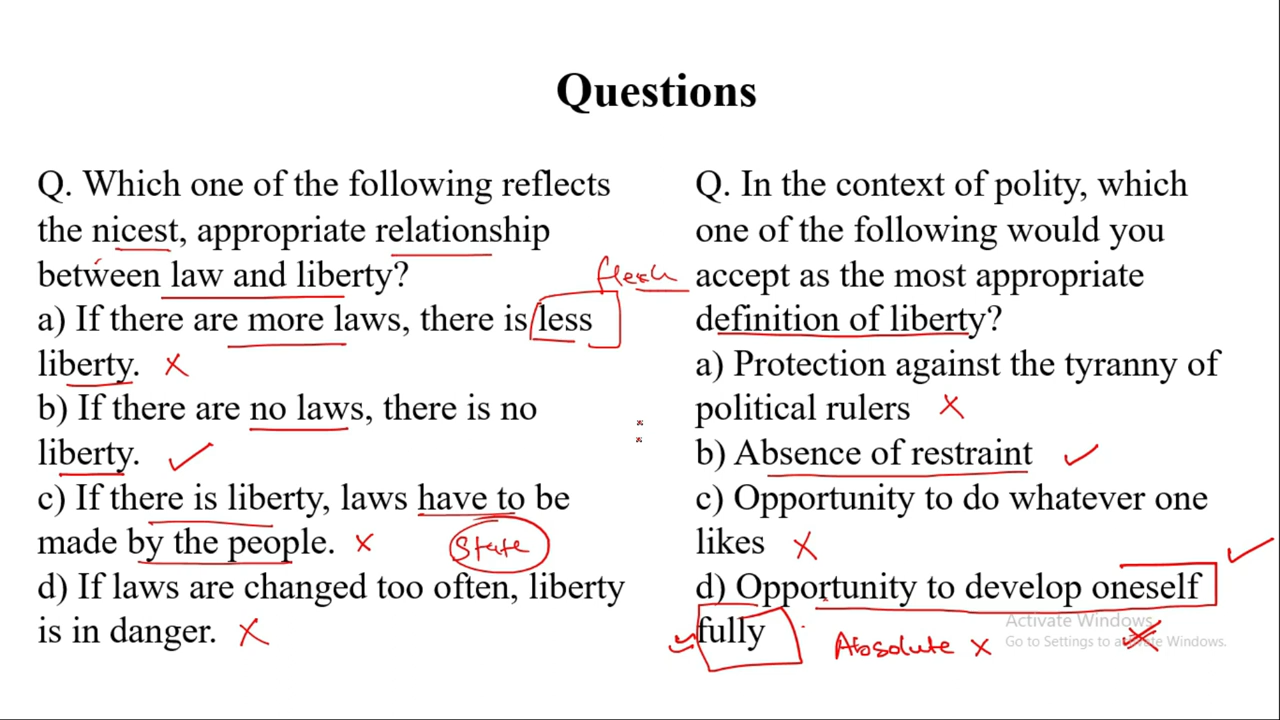 Questions
Q. Which one of the following reflects
the nicest, appropriate relationship
between law and liberty?
a) If there are more laws, there is less
liberty.
b) If there are no laws, there is no
liberty.
c) If there is liberty, laws have to be
made by the people.
State
d) If laws are changed too often, liberty
is in danger.
Q. In the context of polity, which
one of the following would you
accept as the most appropriate
definition of liberty?
a) Protection against the tyranny of
political rulers
b) Absence of restraint
c) Opportunity to do whatever one
likes
d) Opportunity to develop oneself
fully
Absolute
Activate Windows
Go to Settings to activate Windows.